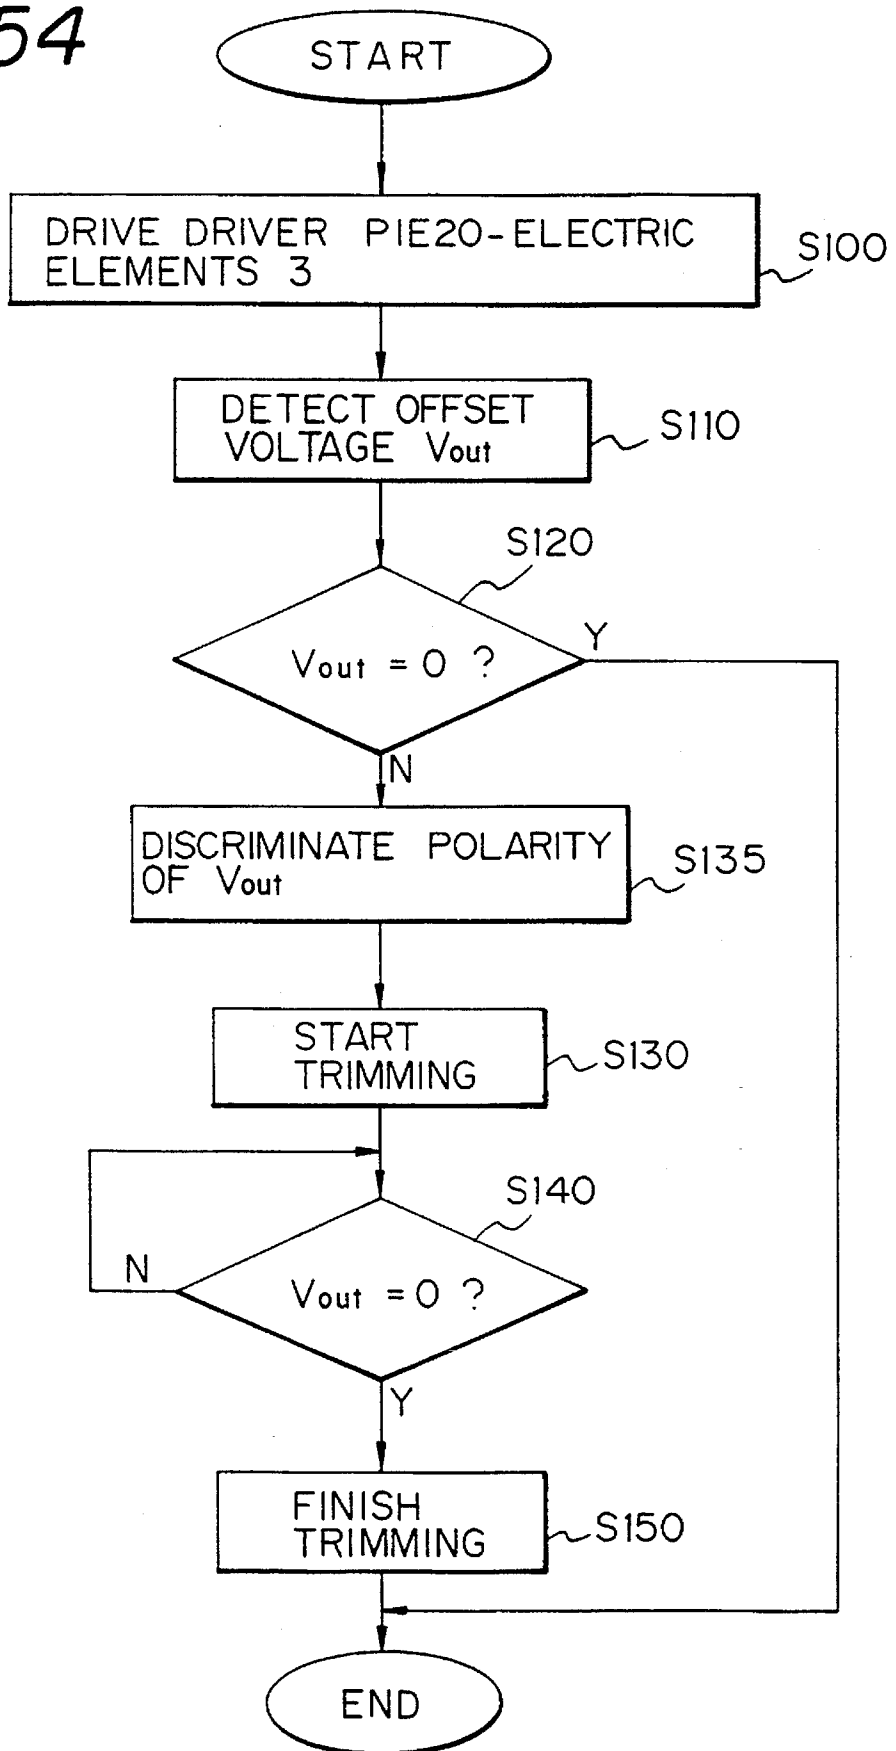 54
START
DRIVE DRIVER PIE20-ELECTRIC
ELEMENTS 3
S100
DETECT OFFSET
VOLTAGE Vout
S110
S120
Vout = 0 ?
Y
N
DISCRIMINATE POLARITY
OF Vout
S135
START
TRIMMING
S130
S140
Vout = 0 ?
N
Y
FINISH
TRIMMING
S150
END